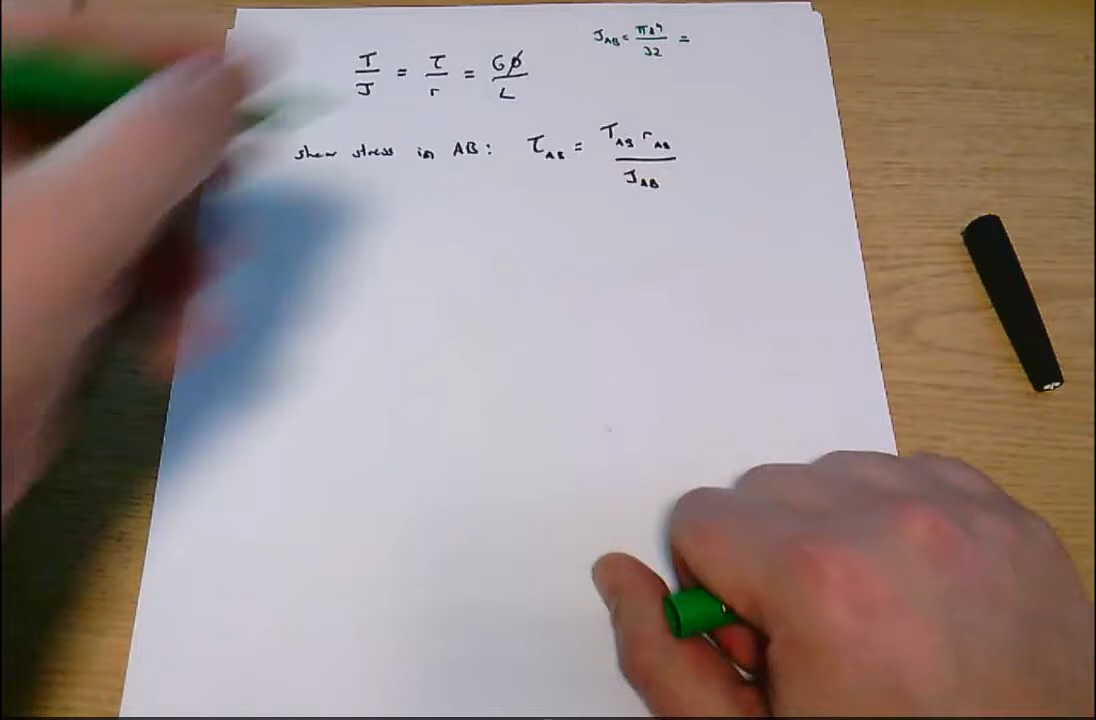 J_AB = πd⁴/32 =
T/J = τ/r = Gϕ/L
shear stress in AB: τ_AB = T_AB r_AB / J_AB